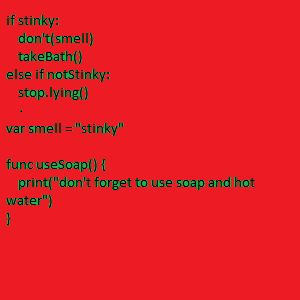 if stinky:
    don't(smell)
    takeBath()
else if notStinky:
    stop.lying()
    .
var smell = "stinky"

func useSoap() {
    print("don't forget to use soap and hot
water")
}